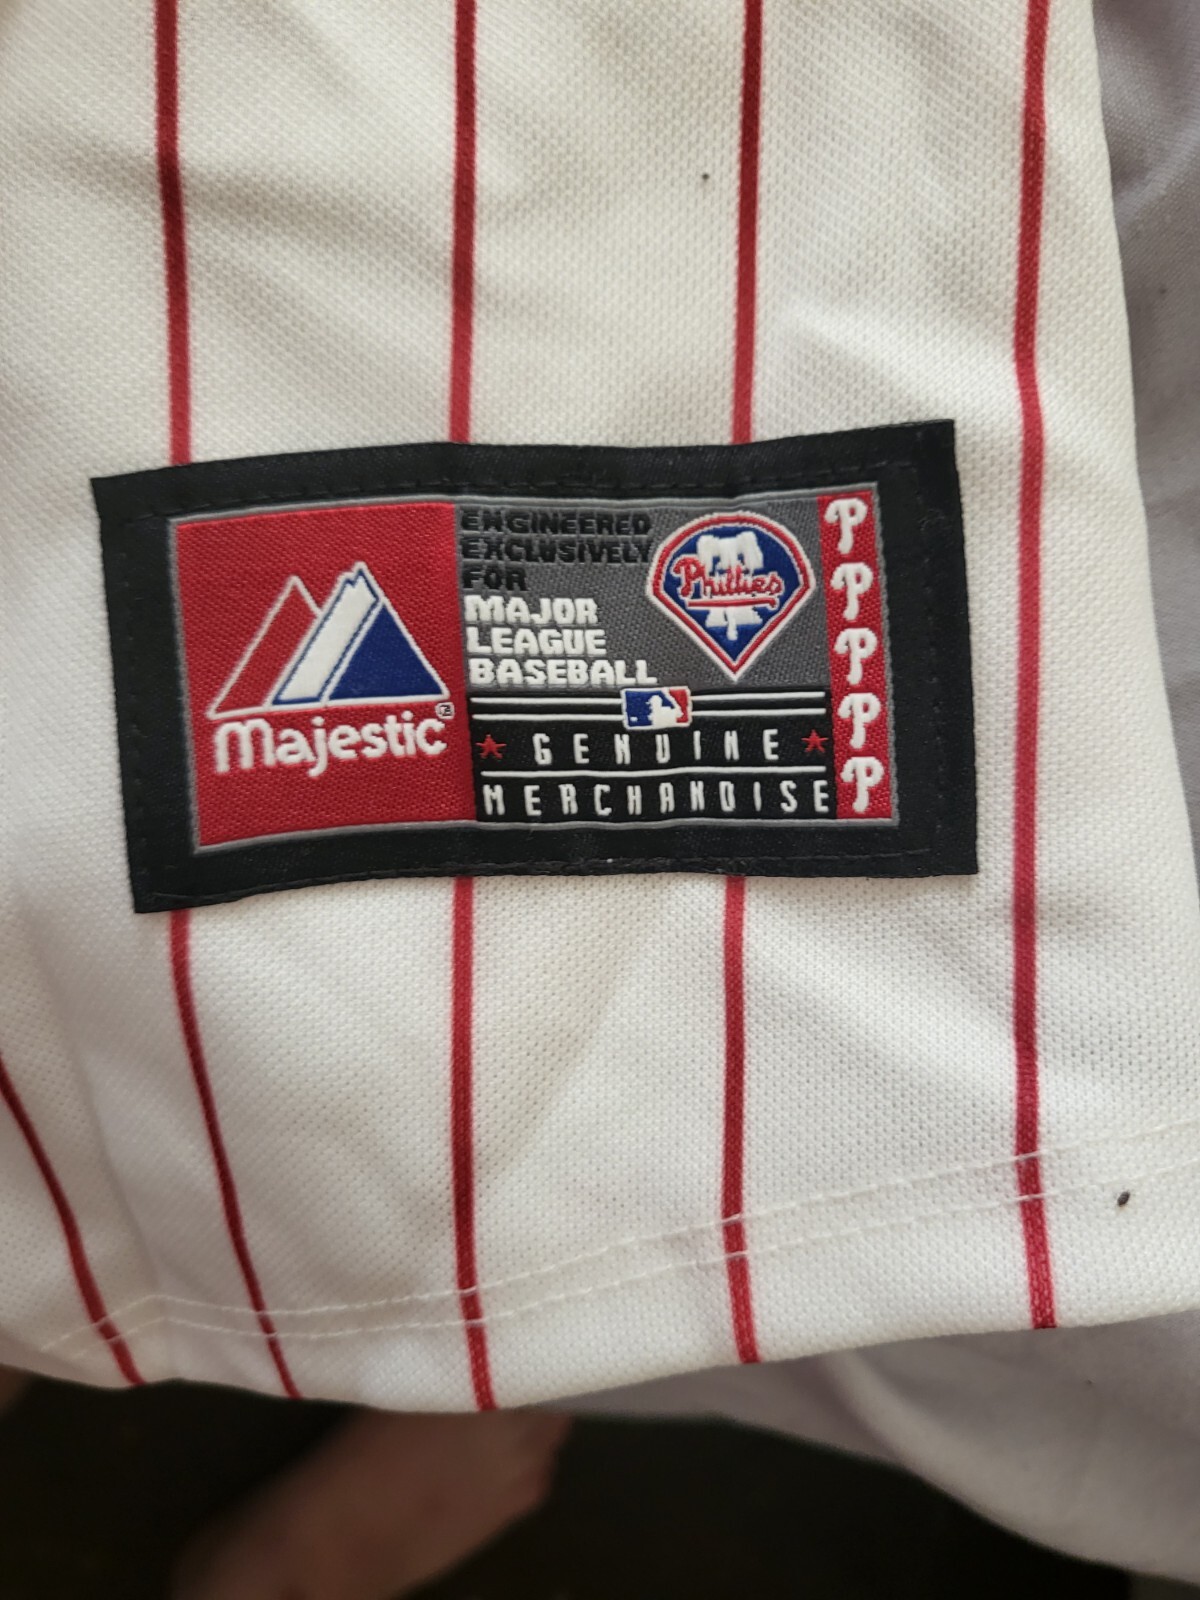 Majestic
ENGINEERED
EXCLUSIVELY
FOR
MAJOR
LEAGUE
BASEBALL
Phillies
GENUINE
MERCHANDISE
P
P
P
P
P